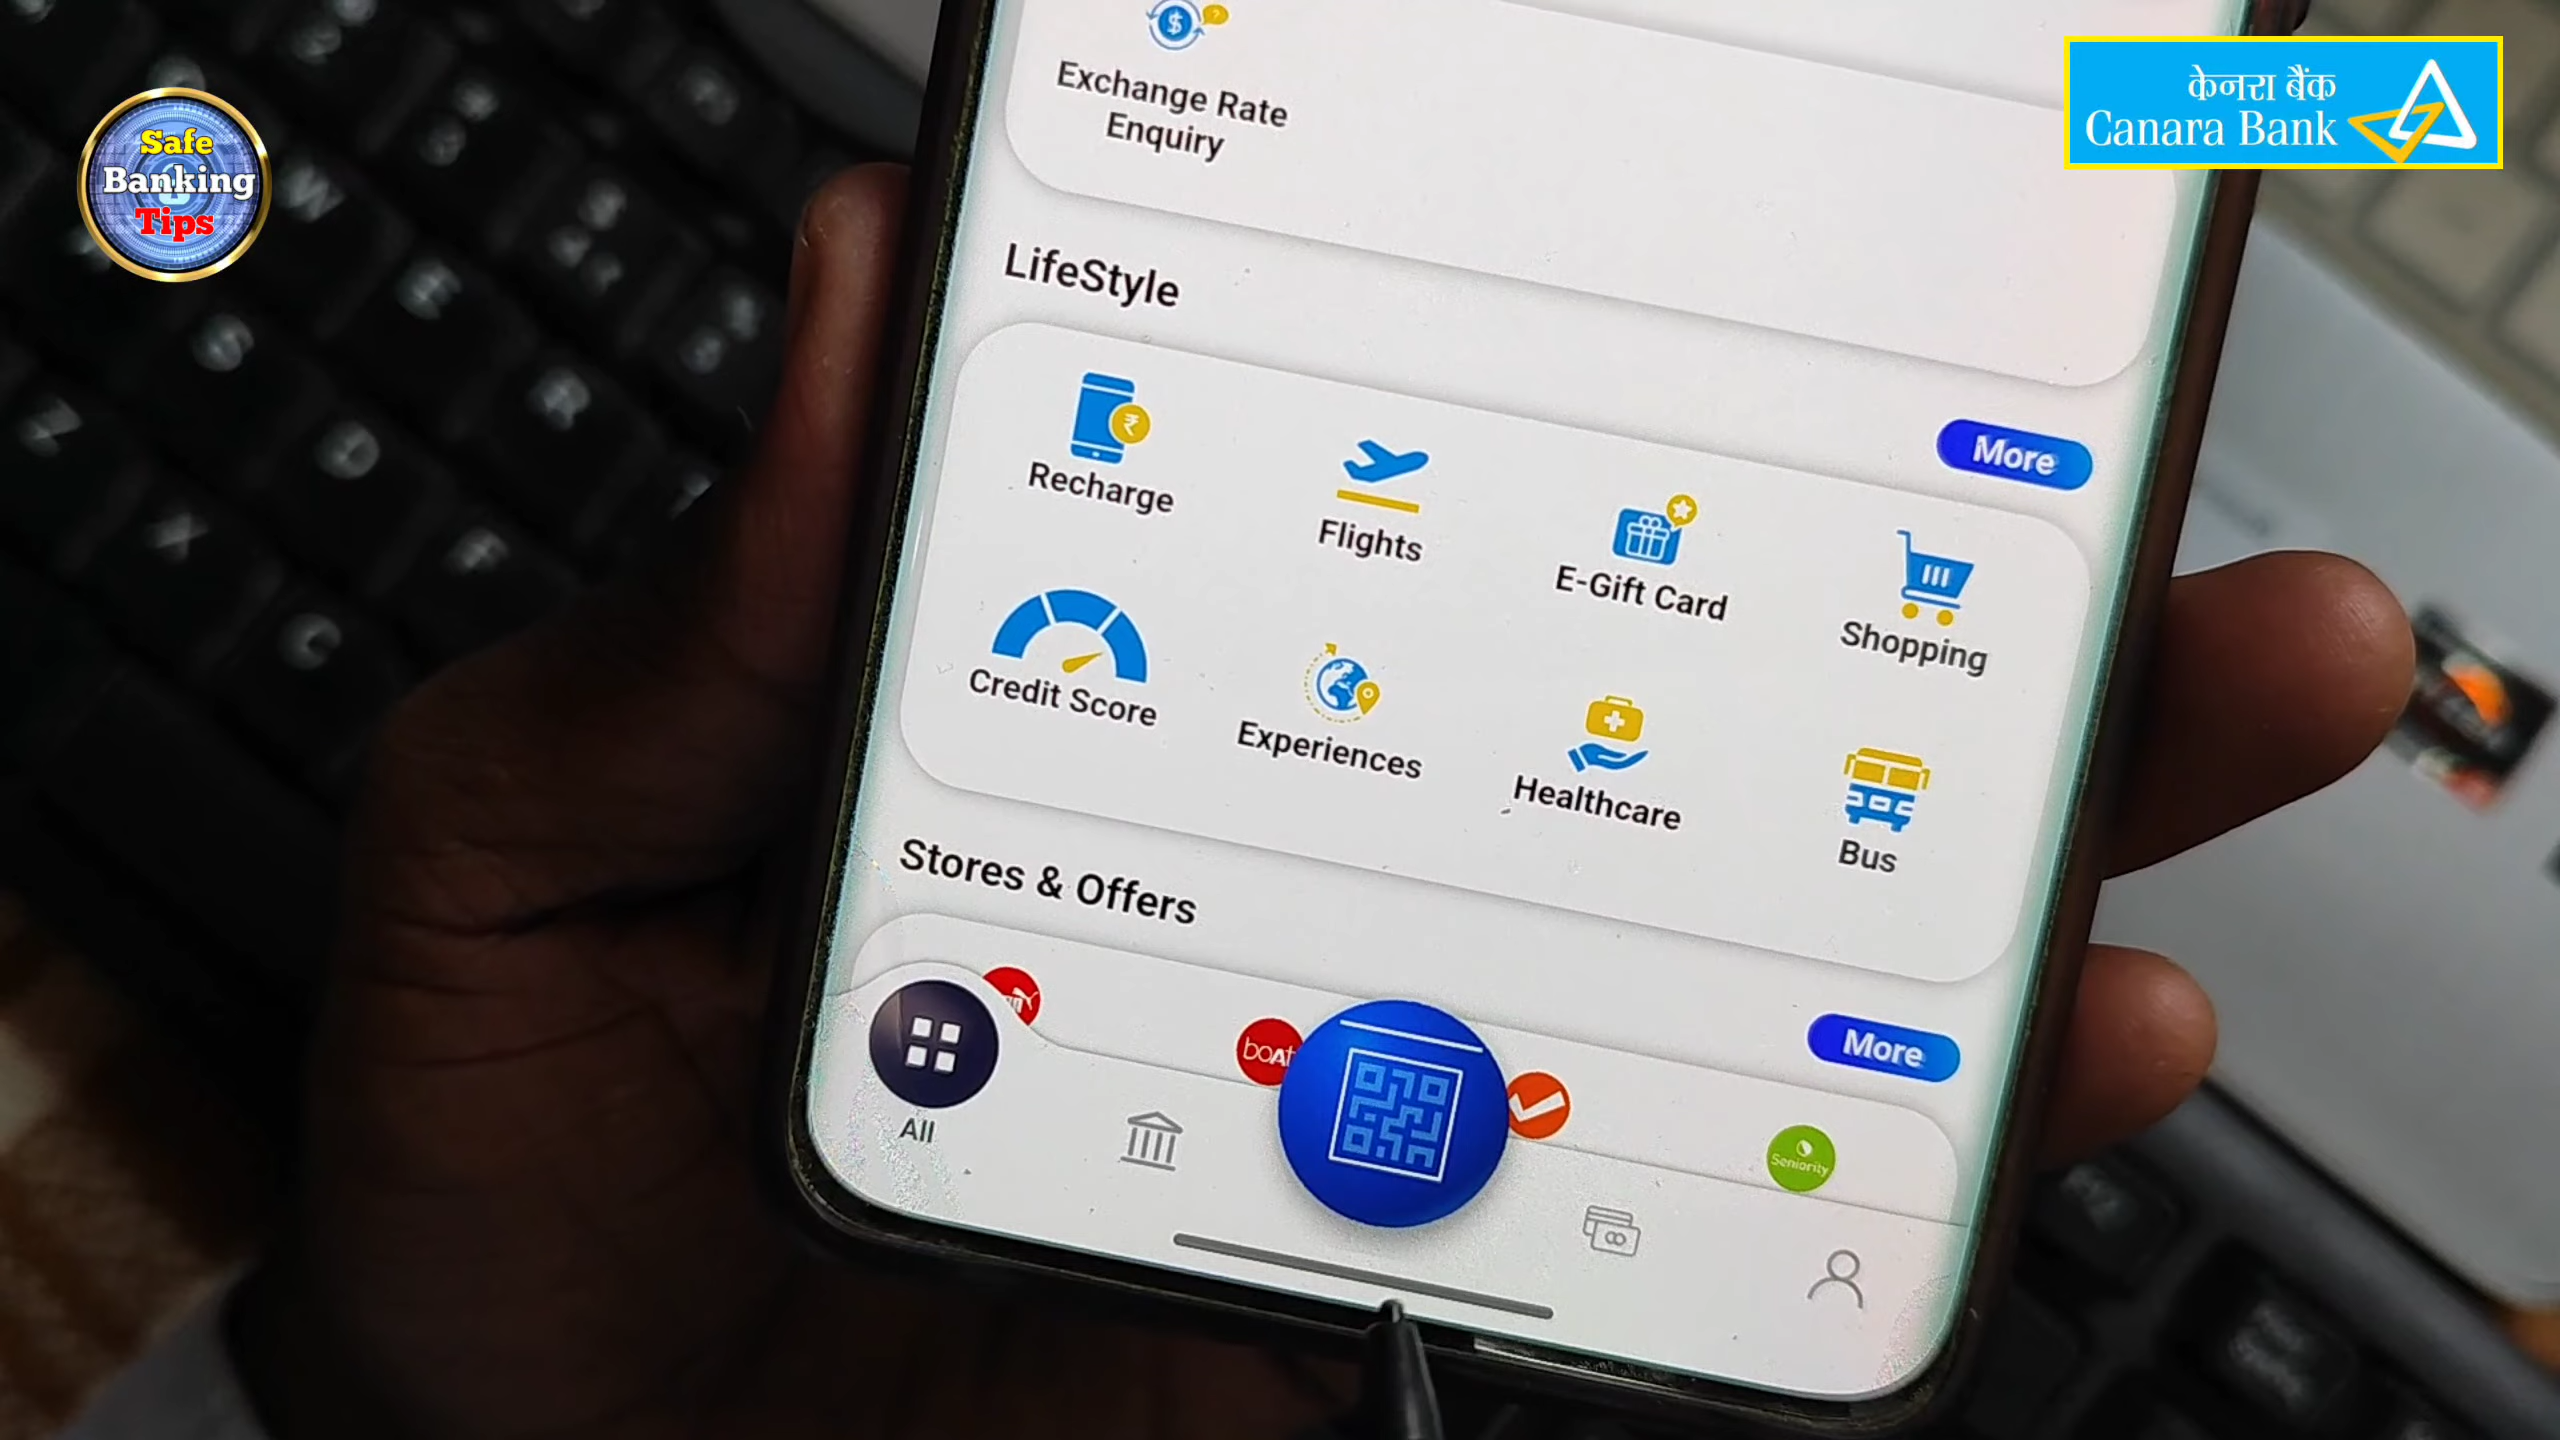 Safe
Banking
Tips
केनरा बैंक
Canara Bank
Exchange Rate
Enquiry
LifeStyle
More
Recharge
Flights
E-Gift Card
Shopping
Credit Score
Experiences
Healthcare
Bus
Stores & Offers
More
boAt
Seniority
All
S
E
R
Z
D
X
F
C
W